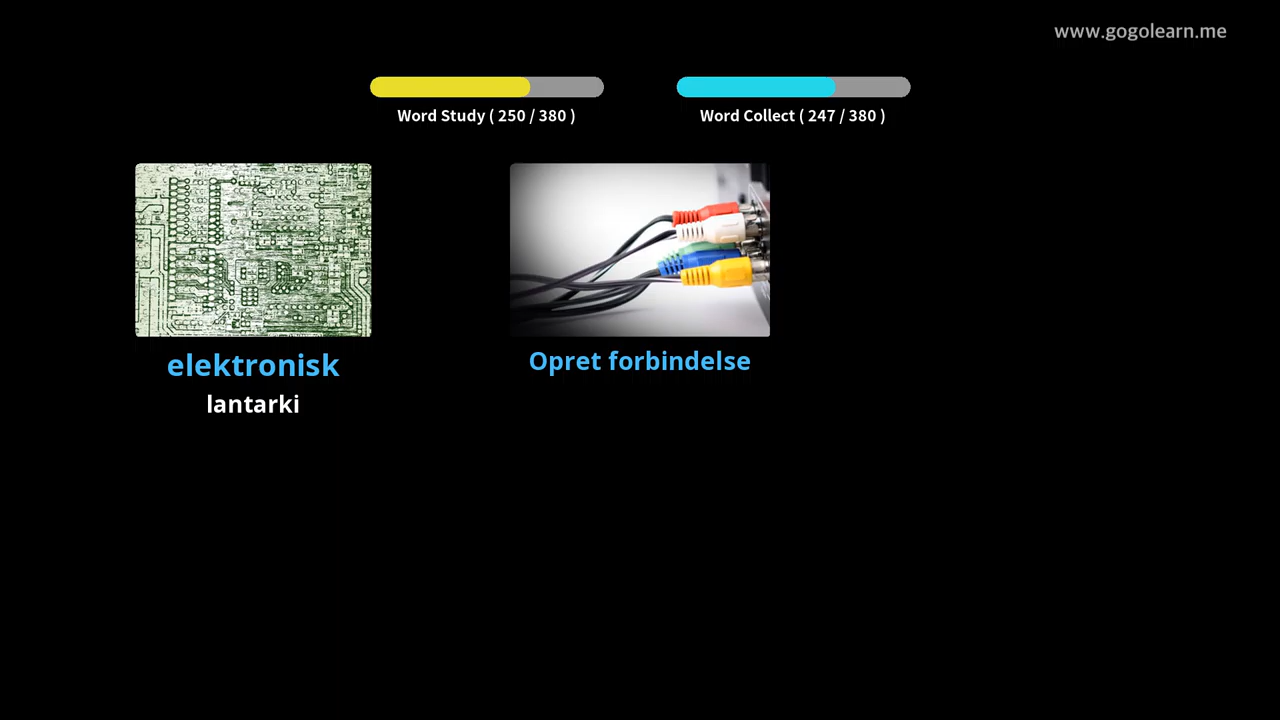 www.gogolearn.me
Word Study ( 250 / 380 )
Word Collect ( 247 / 380 )
elektronisk
lantarki
Opret forbindelse